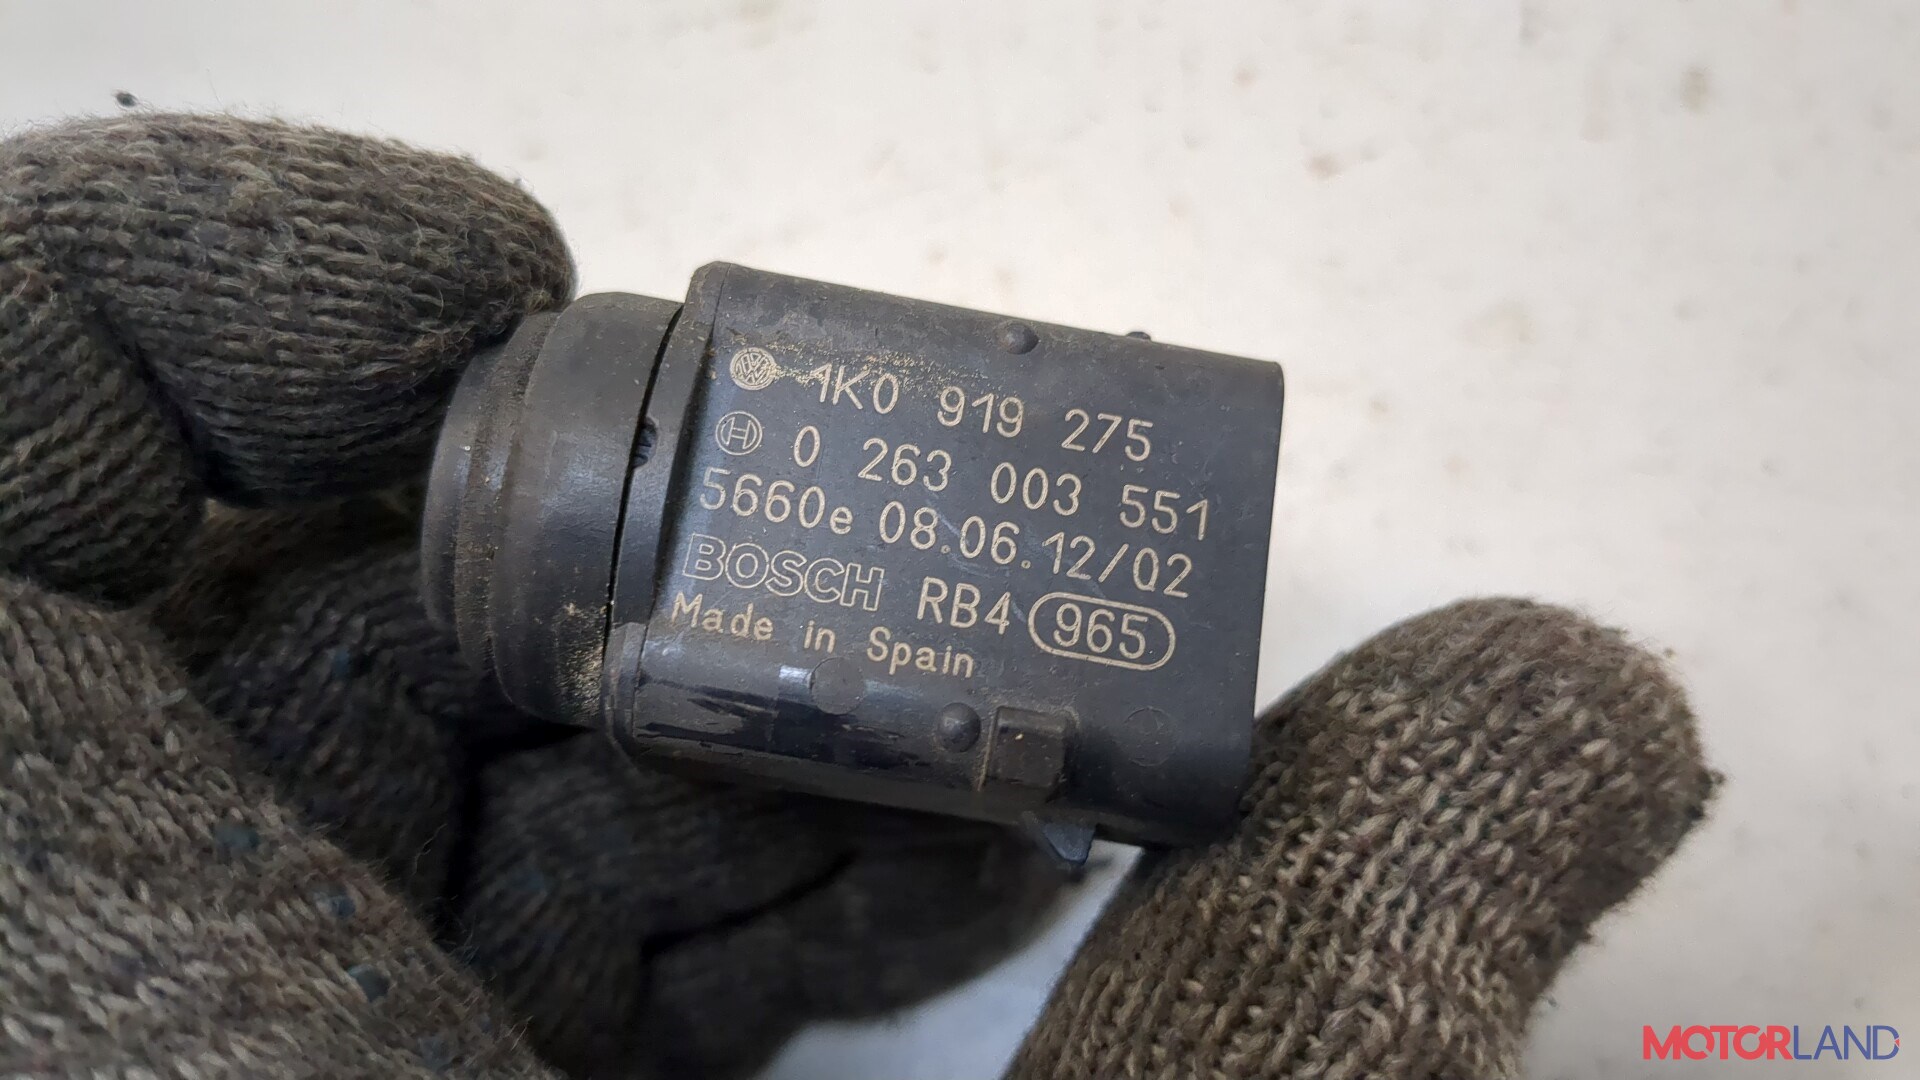 1K0 919 275
0 263 003 551
5660e 08.06.12/02
BOSCH RB4 965
Made in Spain
MOTORLAND